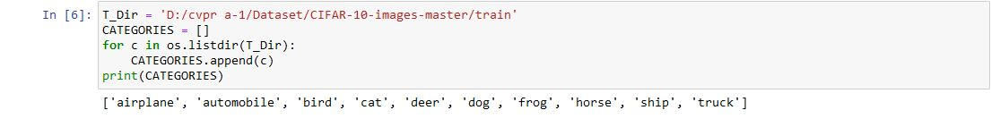 In [6]: T_Dir = 'D:/cvpr a-1/Dataset/CIFAR-10-images-master/train'
CATEGORIES = []
for c in os.listdir(T_Dir):
    CATEGORIES.append(c)
print(CATEGORIES)
['airplane', 'automobile', 'bird', 'cat', 'deer', 'dog', 'frog', 'horse', 'ship', 'truck']